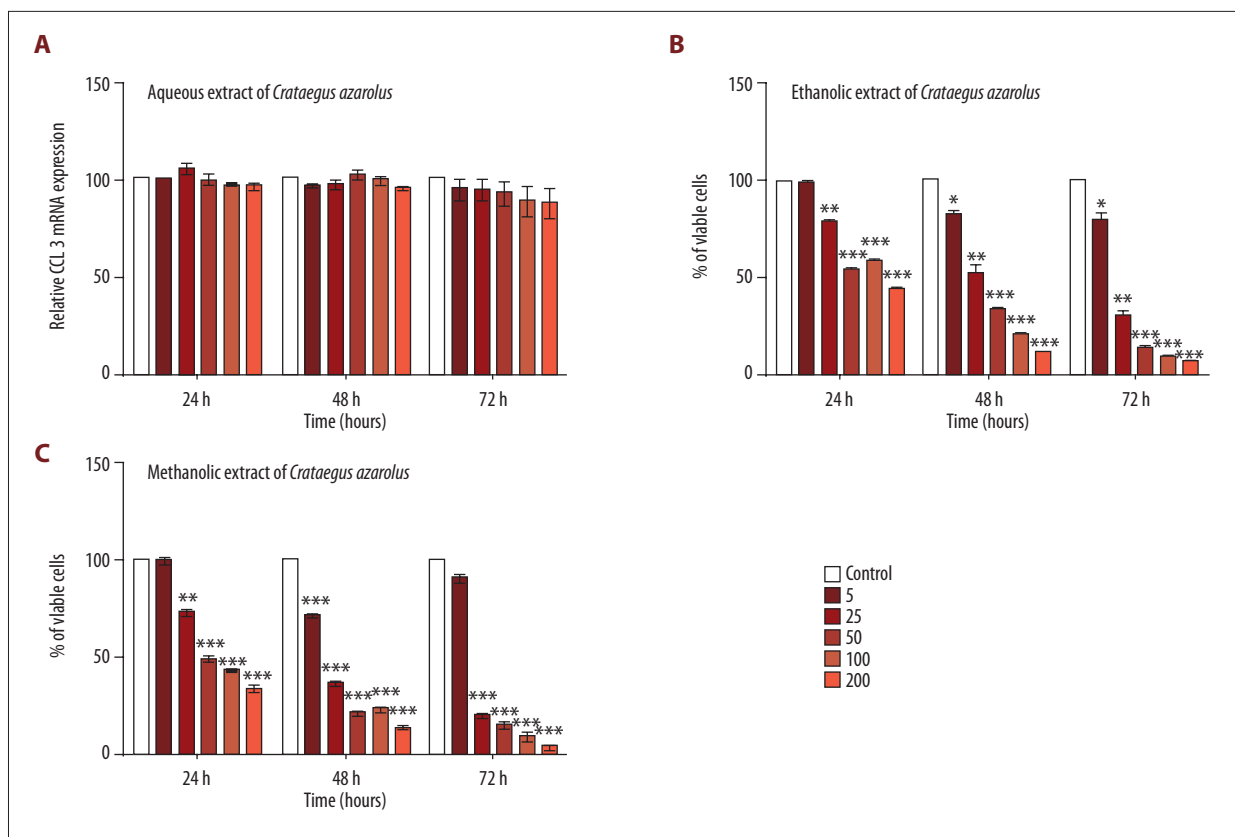 A
150
100
50
0
Relative CCL 3 mRNA expression
Aqueous extract of Crataegus azarolus
24 h
48 h
72 h
Time (hours)
B
150
100
50
0
% of vlable cells
Ethanolic extract of Crataegus azarolus
**
***
***
***
*
**
***
***
***
*
**
***
***
***
24 h
48 h
72 h
Time (hours)
C
150
100
50
0
% of vlable cells
Methanolic extract of Crataegus azarolus
**
***
***
***
***
***
***
***
***
***
***
***
***
24 h
48 h
72 h
Time (hours)
Control
5
25
50
100
200